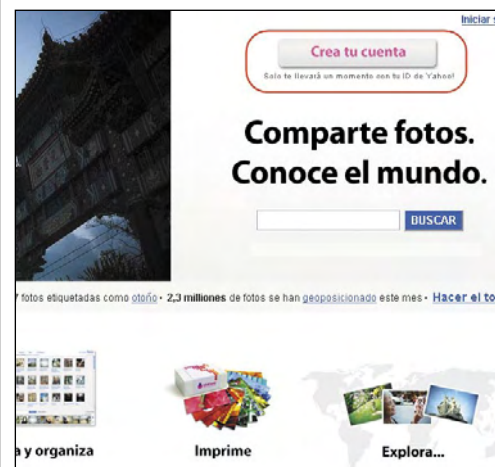 Iniciar
Crea tu cuenta
Solo te llevará un momento con tu ID de Yahoo!
Comparte fotos.
Conoce el mundo.
BUSCAR
fotos etiquetadas como otoño • 2,3 millones de fotos se han geoposicionado este mes • Hacer el to
a y organiza
Imprime
Explora...